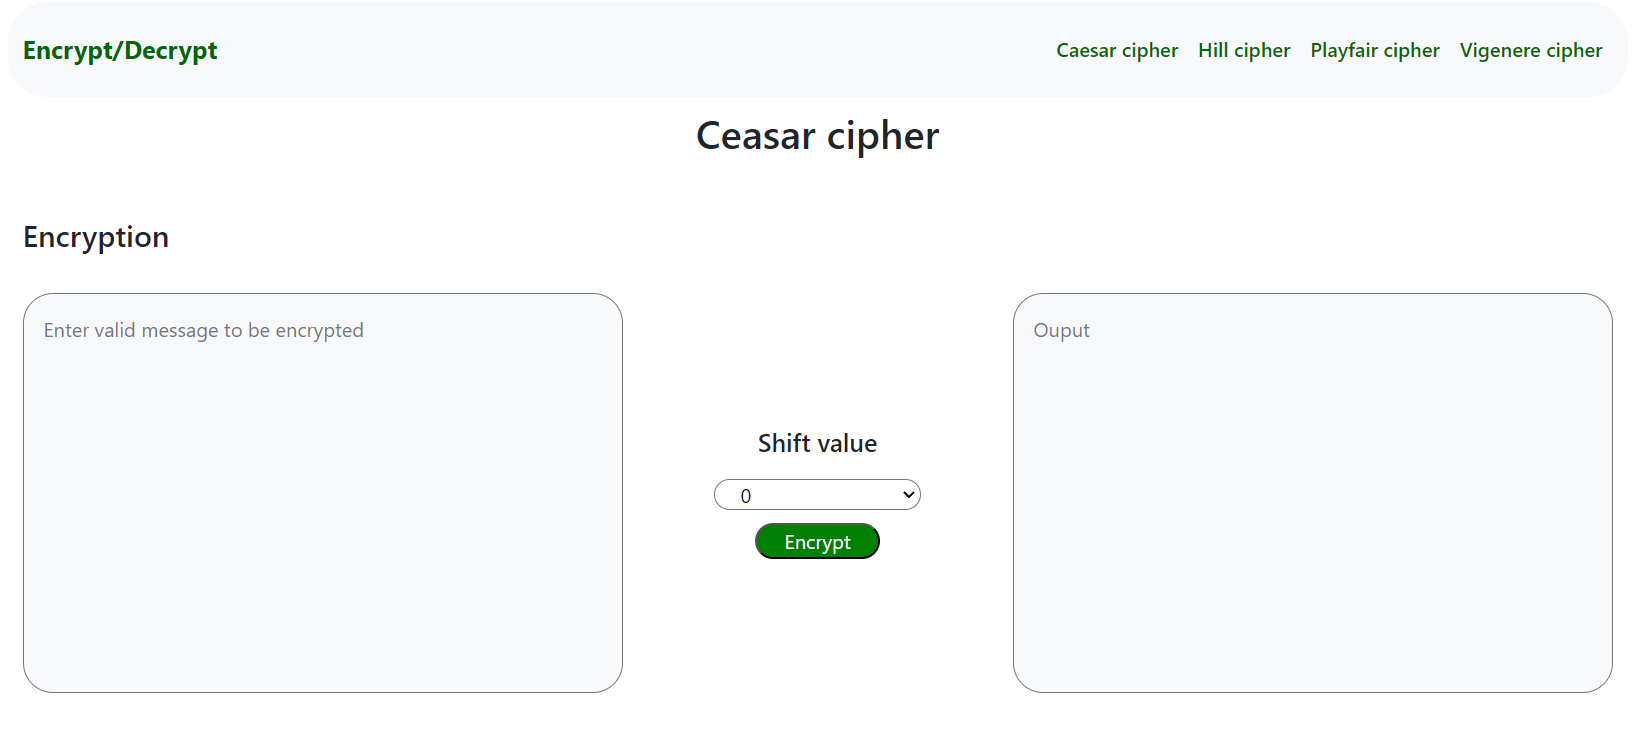 Encrypt/Decrypt
Caesar cipher Hill cipher Playfair cipher Vigenere cipher
Ceasar cipher
Encryption
Enter valid message to be encrypted
Shift value
0
Encrypt
Ouput